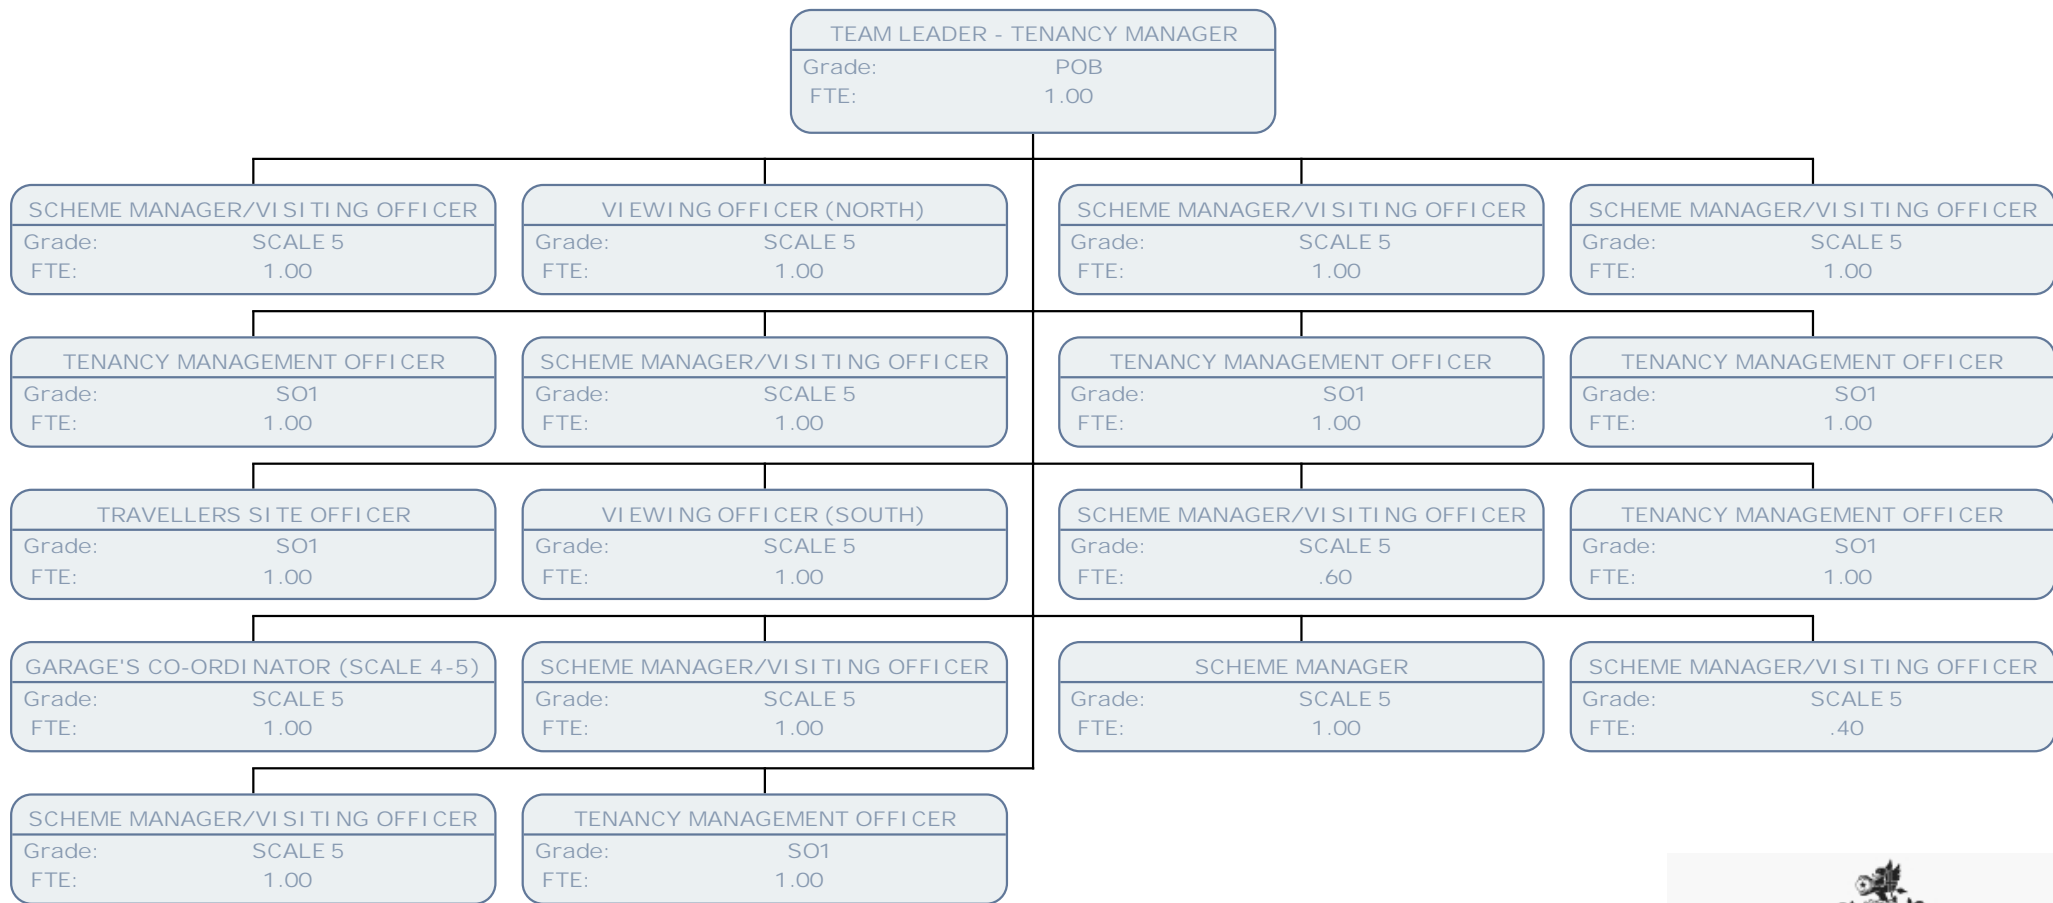 TEAM LEADER - TENANCY MANAGER
Grade: POB
FTE: 1.00
SCHEME MANAGER/VISITING OFFICER
Grade: SCALE 5
FTE: 1.00
VIEWING OFFICER (NORTH)
Grade: SCALE 5
FTE: 1.00
SCHEME MANAGER/VISITING OFFICER
Grade: SCALE 5
FTE: 1.00
SCHEME MANAGER/VISITING OFFICER
Grade: SCALE 5
FTE: 1.00
TENANCY MANAGEMENT OFFICER
Grade: SO1
FTE: 1.00
SCHEME MANAGER/VISITING OFFICER
Grade: SCALE 5
FTE: 1.00
TENANCY MANAGEMENT OFFICER
Grade: SO1
FTE: 1.00
TENANCY MANAGEMENT OFFICER
Grade: SO1
FTE: 1.00
TRAVELLERS SITE OFFICER
Grade: SO1
FTE: 1.00
VIEWING OFFICER (SOUTH)
Grade: SCALE 5
FTE: 1.00
SCHEME MANAGER/VISITING OFFICER
Grade: SCALE 5
FTE: .60
TENANCY MANAGEMENT OFFICER
Grade: SO1
FTE: 1.00
GARAGE'S CO-ORDINATOR (SCALE 4-5)
Grade: SCALE 5
FTE: 1.00
SCHEME MANAGER/VISITING OFFICER
Grade: SCALE 5
FTE: 1.00
SCHEME MANAGER
Grade: SCALE 5
FTE: 1.00
SCHEME MANAGER/VISITING OFFICER
Grade: SCALE 5
FTE: .40
SCHEME MANAGER/VISITING OFFICER
Grade: SCALE 5
FTE: 1.00
TENANCY MANAGEMENT OFFICER
Grade: SO1
FTE: 1.00